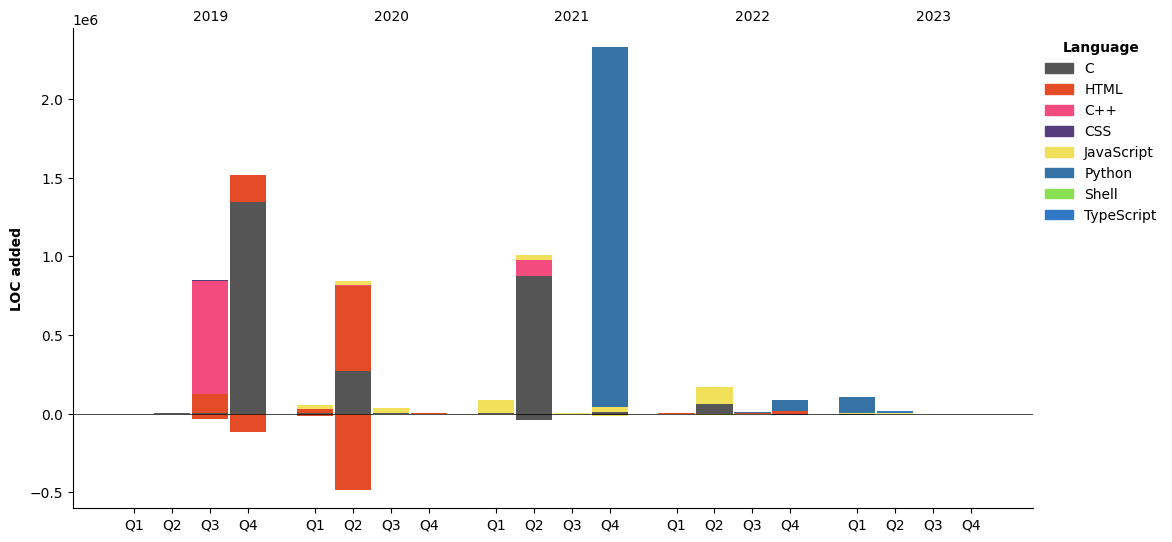 1e6
2019 2020 2021 2022 2023
Language
C
HTML
C++
CSS
JavaScript
Python
Shell
TypeScript
LOC added
2.0
1.5
1.0
0.5
0.0
−0.5
Q1 Q2 Q3 Q4 Q1 Q2 Q3 Q4 Q1 Q2 Q3 Q4 Q1 Q2 Q3 Q4 Q1 Q2 Q3 Q4